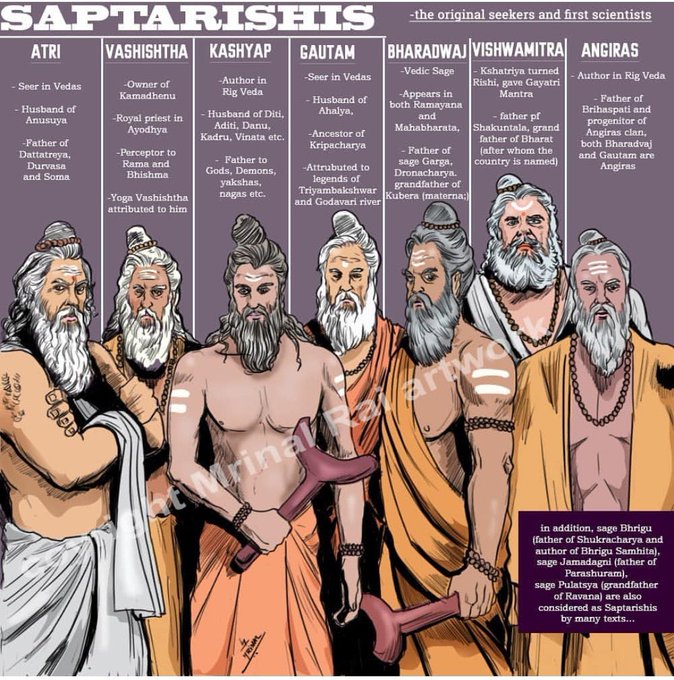 SAPTARISHIS
-the original seekers and first scientists
ATRI
- Seer in Vedas
- Husband of
Anusuya
-Father of
Dattatreya,
Durvasa
and Soma
VASHISHTHA
-Owner of
Kamadhenu
-Royal priest in
Ayodhya
-Perceptor to
Rama and
Bhishma
-Yoga Vashishtha
attributed to him
KASHYAP
-Author in
Rig Veda
- Husband of Diti,
Aditi, Danu,
Kadru, Vinata etc.
- Father to
Gods, Demons,
yakshas,
nagas etc.
GAUTAM
-Seer in Vedas
- Husband of
Ahalya,
-Ancestor of
Kripacharya
-Attrubuted to
legends of
Triyambakshwar
and Godavari river
BHARADWAJ
-Vedic Sage
-Appears in
both Ramayana
and
Mahabharata,
- Father of
sage Garga,
Dronacharya.
grandfather of
Kubera (materna;)
VISHWAMITRA
- Kshatriya turned
Rishi, gave Gayatri
Mantra
- father pf
Shakuntala, grand
father of Bharat
(after whom the
country is named)
ANGIRAS
- Author in Rig Veda
- Father of
Brihaspati and
progenitor of
Angiras clan,
both Bharadvaj
and Gautam are
Angiras
Mrinal Rai artwork
in addition, sage Bhrigu
(father of Shukracharya and
author of Bhrigu Samhita),
sage Jamadagni (father of
Parashuram),
sage Pulatsya (grandfather
of Ravana) are also
considered as Saptarishis
by many texts...